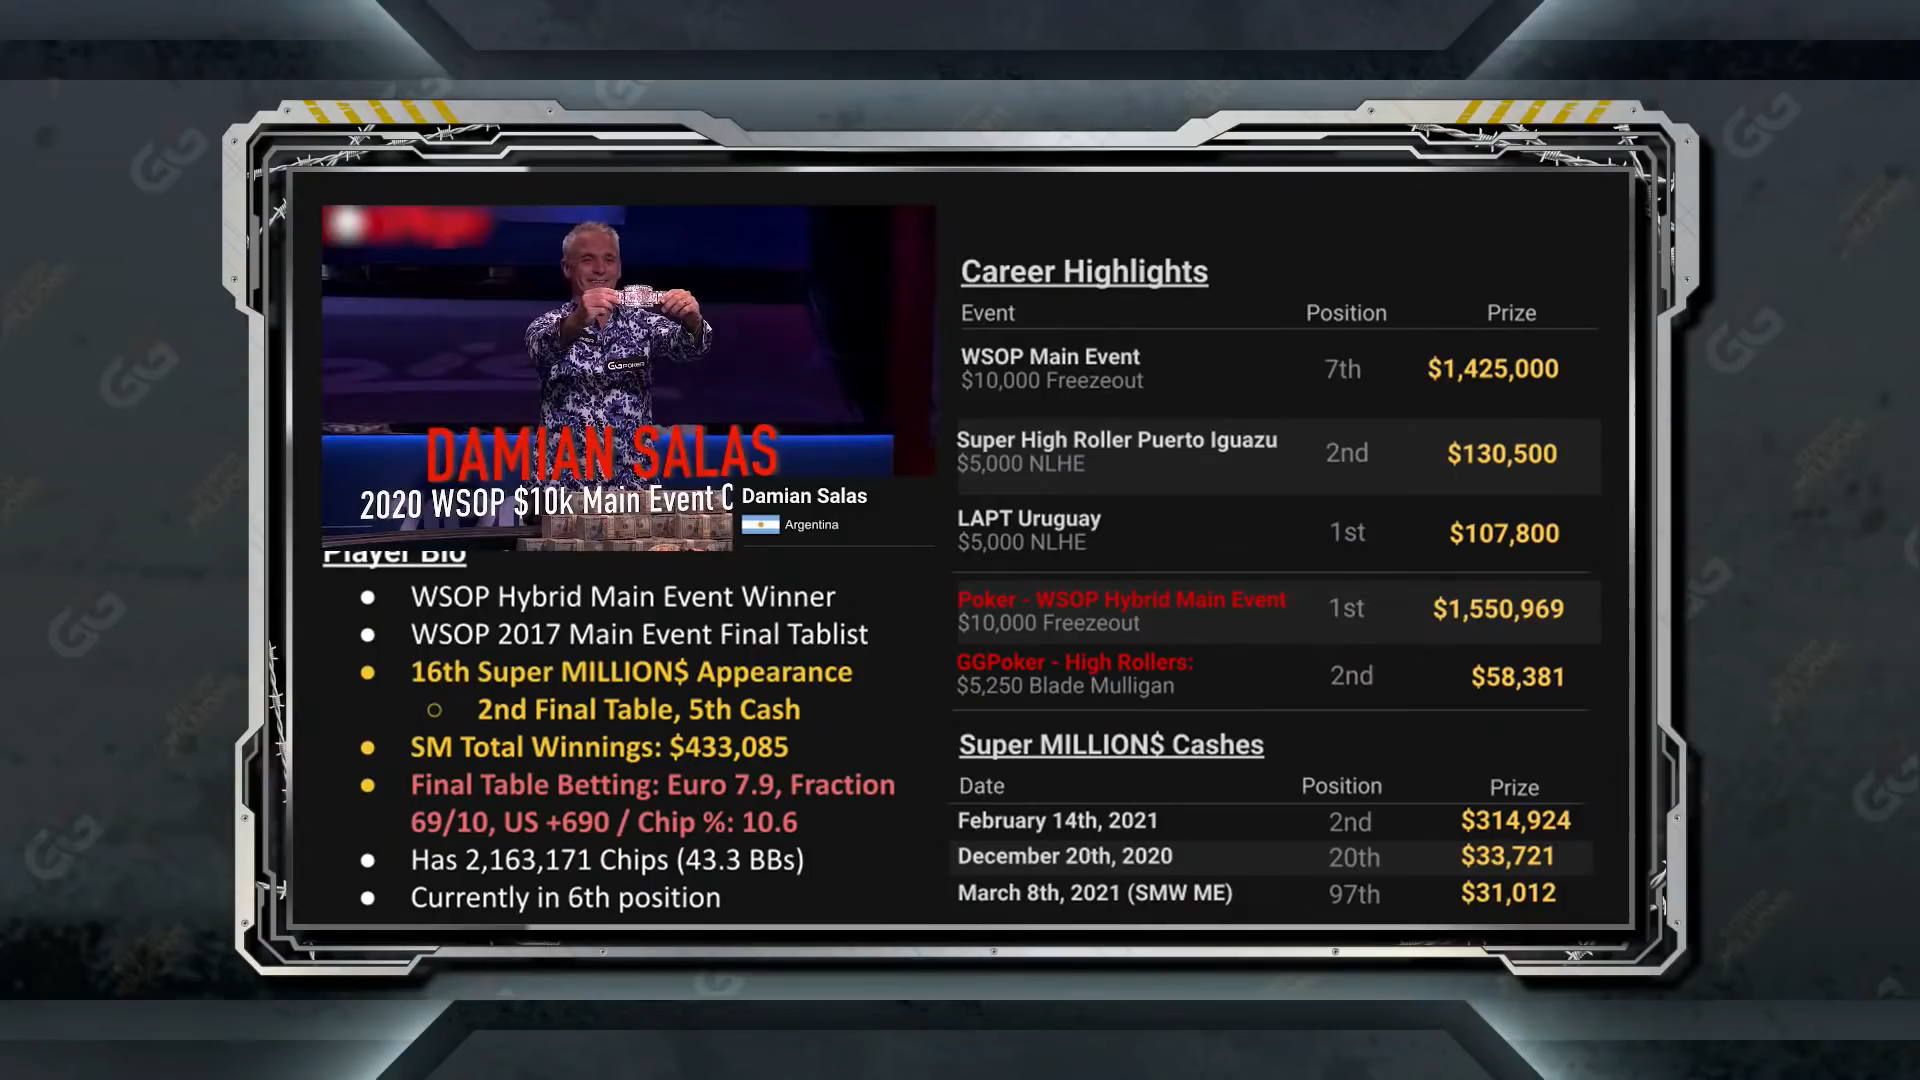 GGPOKER
DAMIAN SALAS
2020 WSOP $10k Main Event C
Damian Salas
Argentina
Player Bio
WSOP Hybrid Main Event Winner
WSOP 2017 Main Event Final Tablist
16th Super MILLION$ Appearance
2nd Final Table, 5th Cash
SM Total Winnings: $433,085
Final Table Betting: Euro 7.9, Fraction
69/10, US +690 / Chip %: 10.6
Has 2,163,171 Chips (43.3 BBs)
Currently in 6th position
Career Highlights
Event Position Prize
WSOP Main Event
$10,000 Freezeout 7th $1,425,000
Super High Roller Puerto Iguazu
$5,000 NLHE 2nd $130,500
LAPT Uruguay
$5,000 NLHE 1st $107,800
Poker - WSOP Hybrid Main Event
$10,000 Freezeout 1st $1,550,969
GGPoker - High Rollers:
$5,250 Blade Mulligan 2nd $58,381
Super MILLION$ Cashes
Date Position Prize
February 14th, 2021 2nd $314,924
December 20th, 2020 20th $33,721
March 8th, 2021 (SMW ME) 97th $31,012